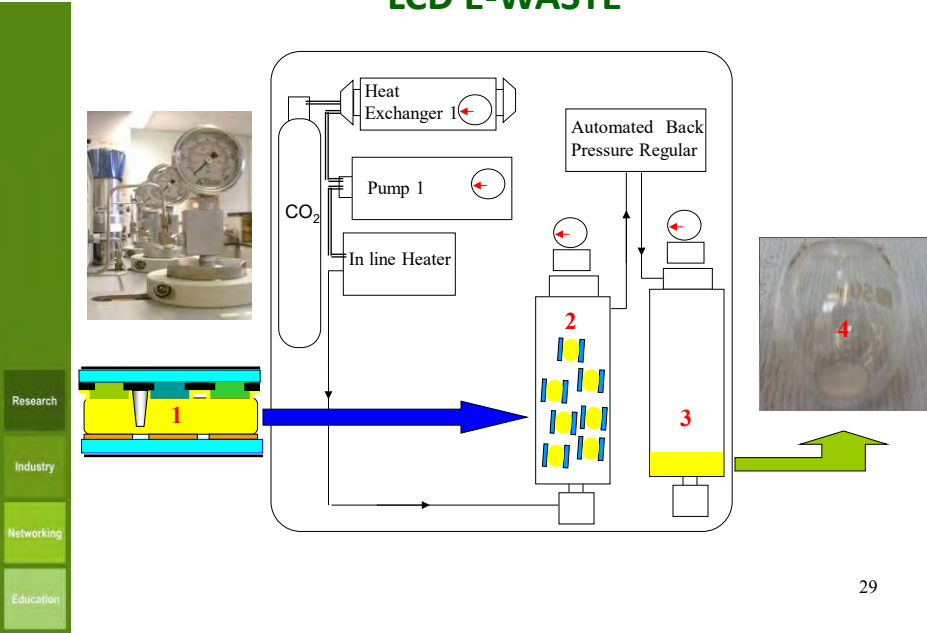 LCD E-WASTE
Heat
Exchanger 1
Automated Back
Pressure Regular
Pump 1
CO₂
In line Heater
2
4
1
3
Research
Industry
Networking
Education
29